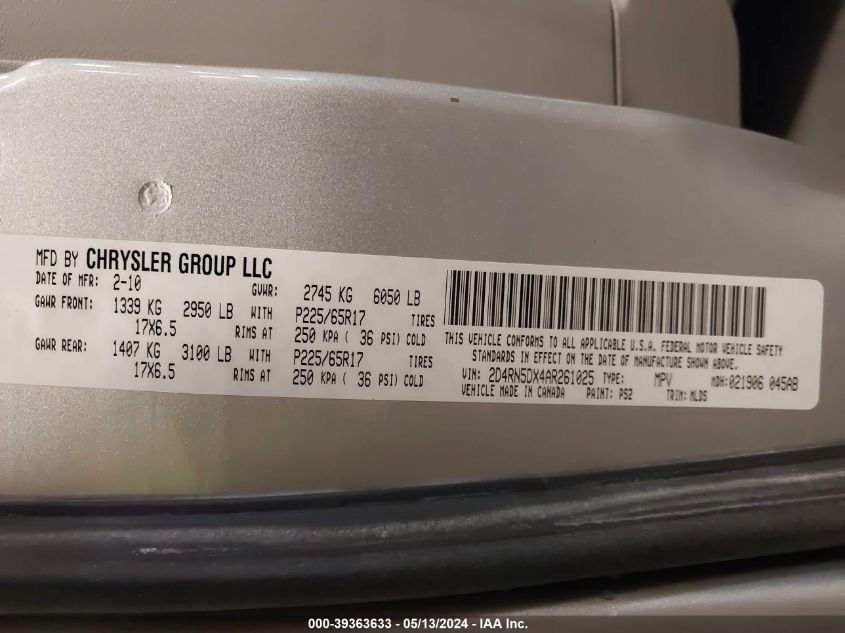 MFD BY CHRYSLER GROUP LLC
DATE OF MFR: 2-10 GVWR: 2745 KG 6050 LB
GAWR FRONT: 1339 KG 2950 LB WITH P225/65R17 TIRES
17X6.5 RIMS AT 250 KPA ( 36 PSI) COLD
GAWR REAR: 1407 KG 3100 LB WITH P225/65R17 TIRES
17X6.5 RIMS AT 250 KPA ( 36 PSI) COLD
THIS VEHICLE CONFORMS TO ALL APPLICABLE U.S.A. FEDERAL MOTOR VEHICLE SAFETY
STANDARDS IN EFFECT ON THE DATE OF MANUFACTURE SHOWN ABOVE.
VIN: 2D4RN5DX4AR261025 TYPE: MPV MDH:021906 045AB
VEHICLE MADE IN CANADA PAINT: PS2 TRIM: MLDS
000-39363633 - 05/13/2024 - IAA Inc.